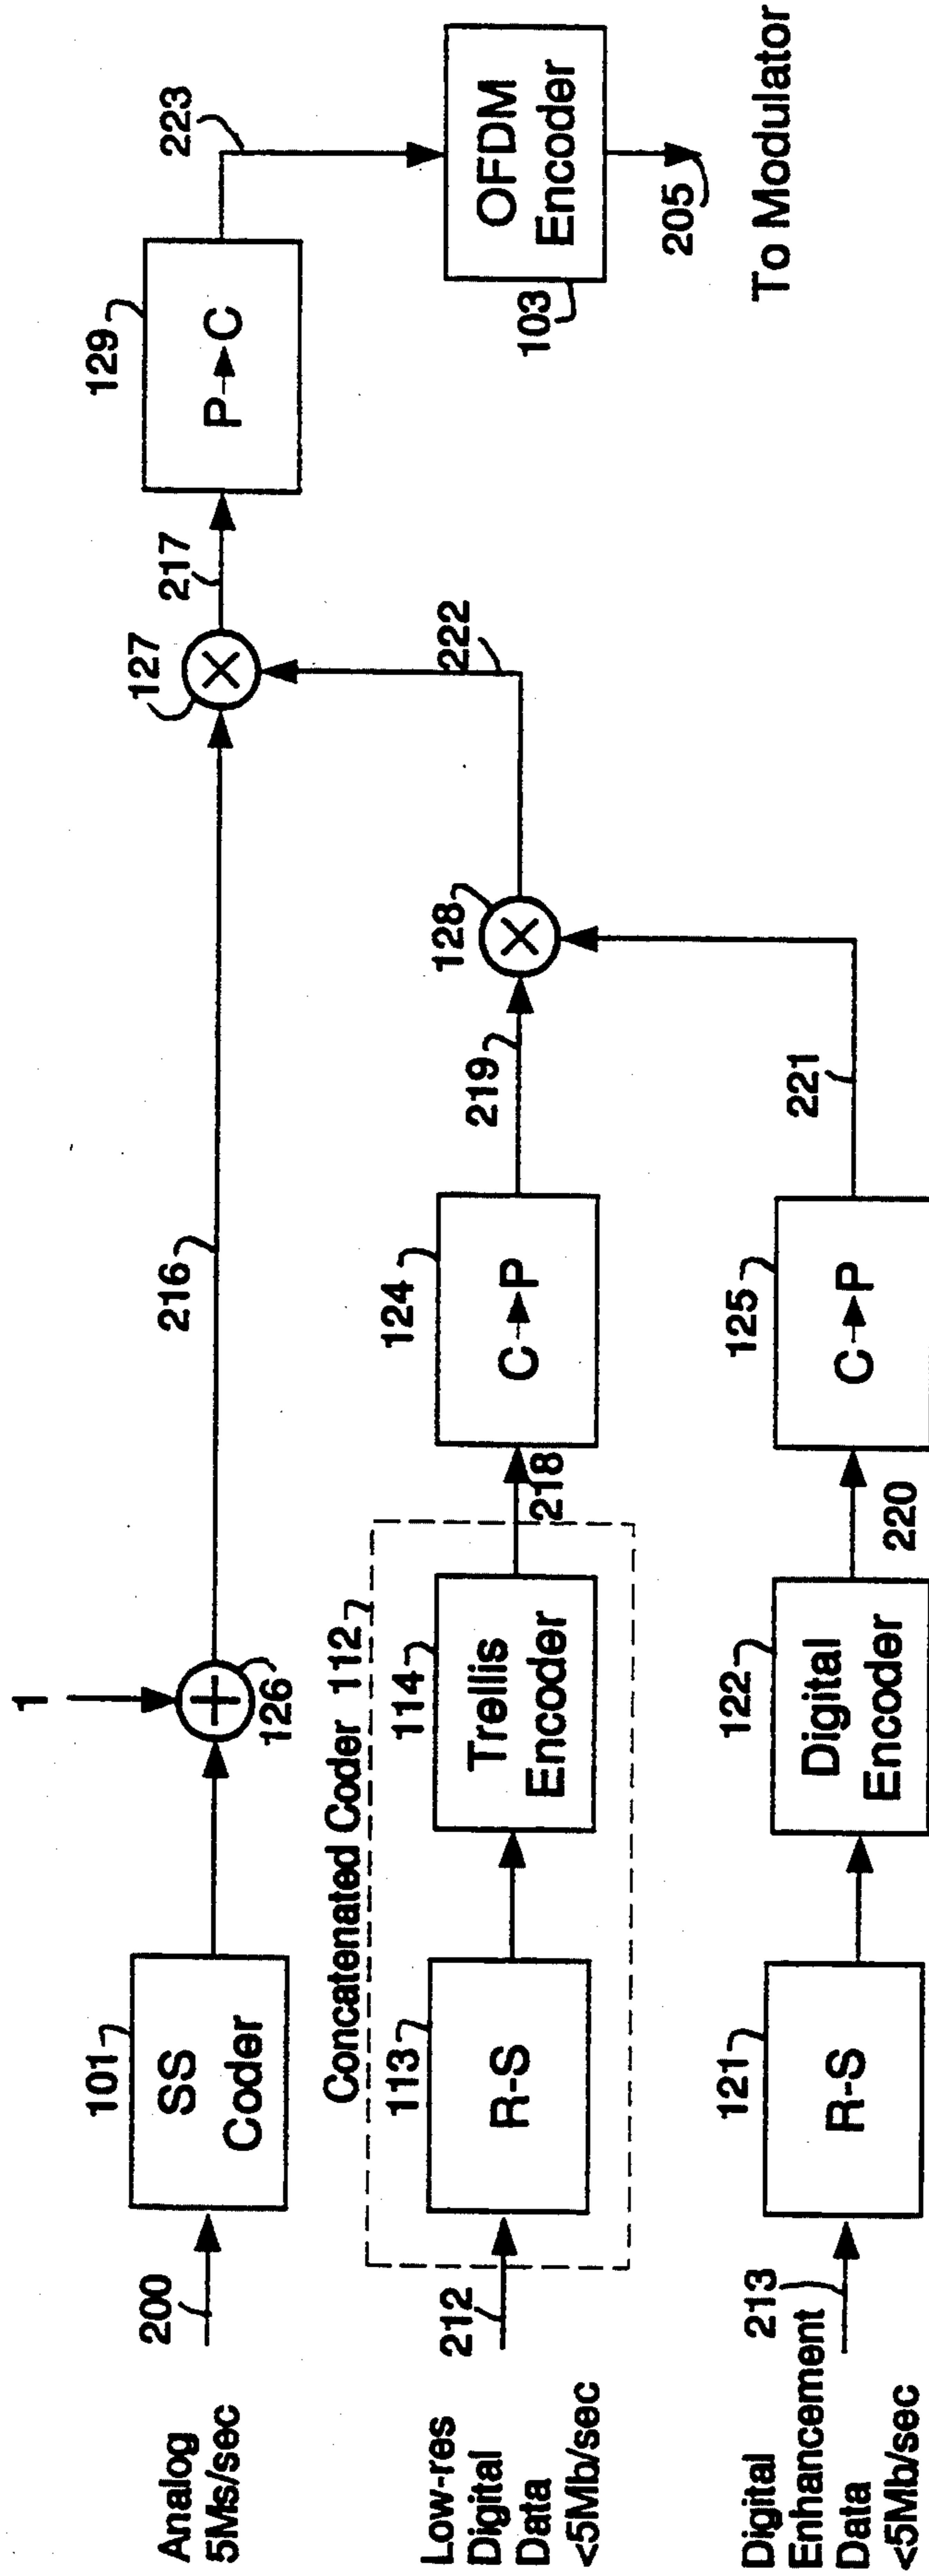 Analog
5Ms/sec
200
101
SS
Coder
1
126
216
127
217
129
P→C
223
OFDM
Encoder
103
205
To Modulator
Low-res
Digital
Data
<5Mb/sec
212
Concatenated Coder 112
113
R-S
114
Trellis
Encoder
218
124
C→P
219
128
222
Digital
Enhancement
Data
<5Mb/sec
213
121
R-S
122
Digital
Encoder
220
125
C→P
221